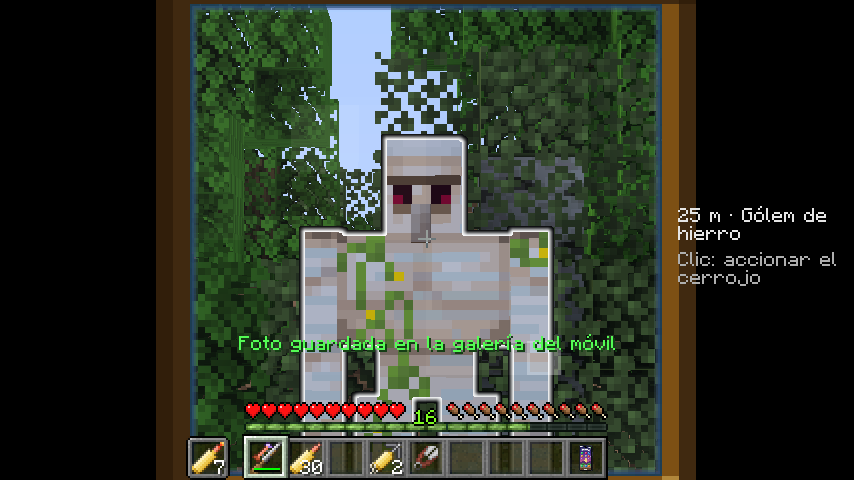 25 m · Gólem de
hierro
Clic: accionar el
cerrojo
Foto guardada en la galería del móvil
16
7
30
2